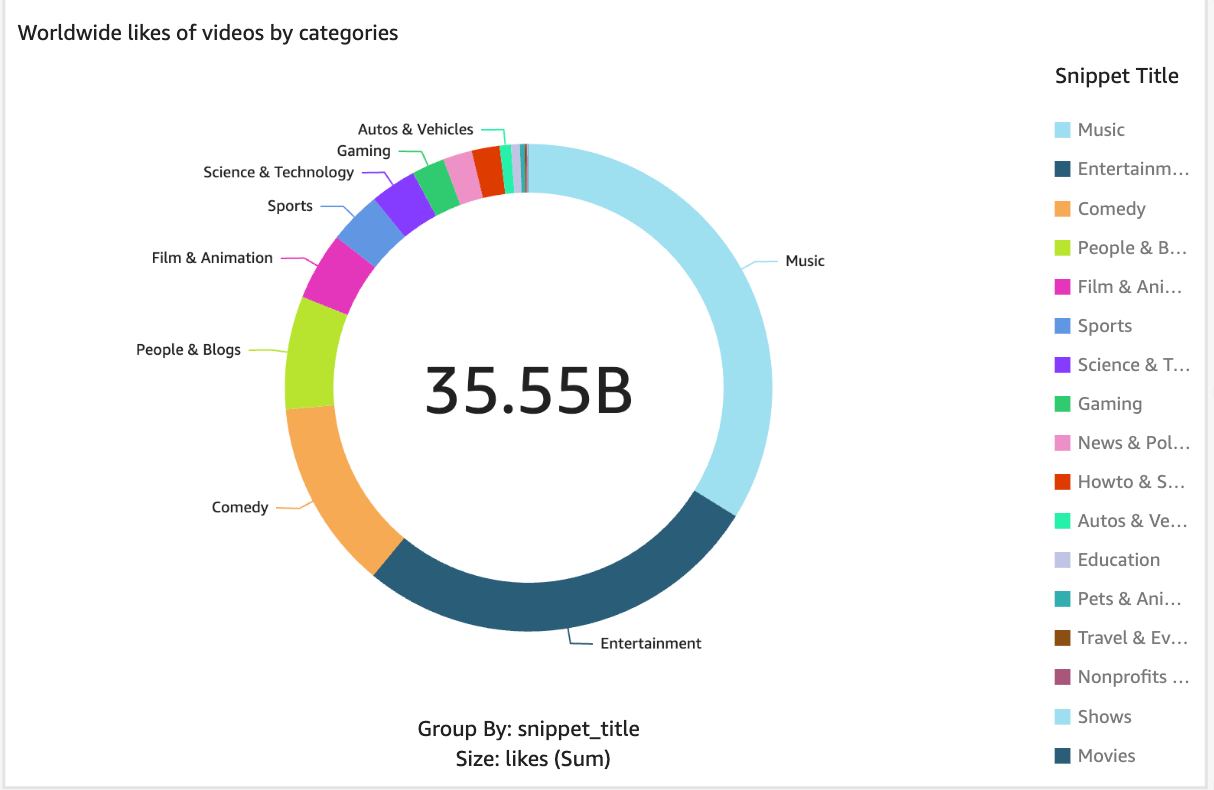 Worldwide likes of videos by categories
Snippet Title
Music
Entertainm...
Comedy
People & B...
Film & Ani...
Sports
Science & T...
Gaming
News & Pol...
Howto & S...
Autos & Ve...
Education
Pets & Ani...
Travel & Ev...
Nonprofits ...
Shows
Movies
Autos & Vehicles
Gaming
Science & Technology
Sports
Film & Animation
Music
People & Blogs
35.55B
Comedy
Entertainment
Group By: snippet_title
Size: likes (Sum)